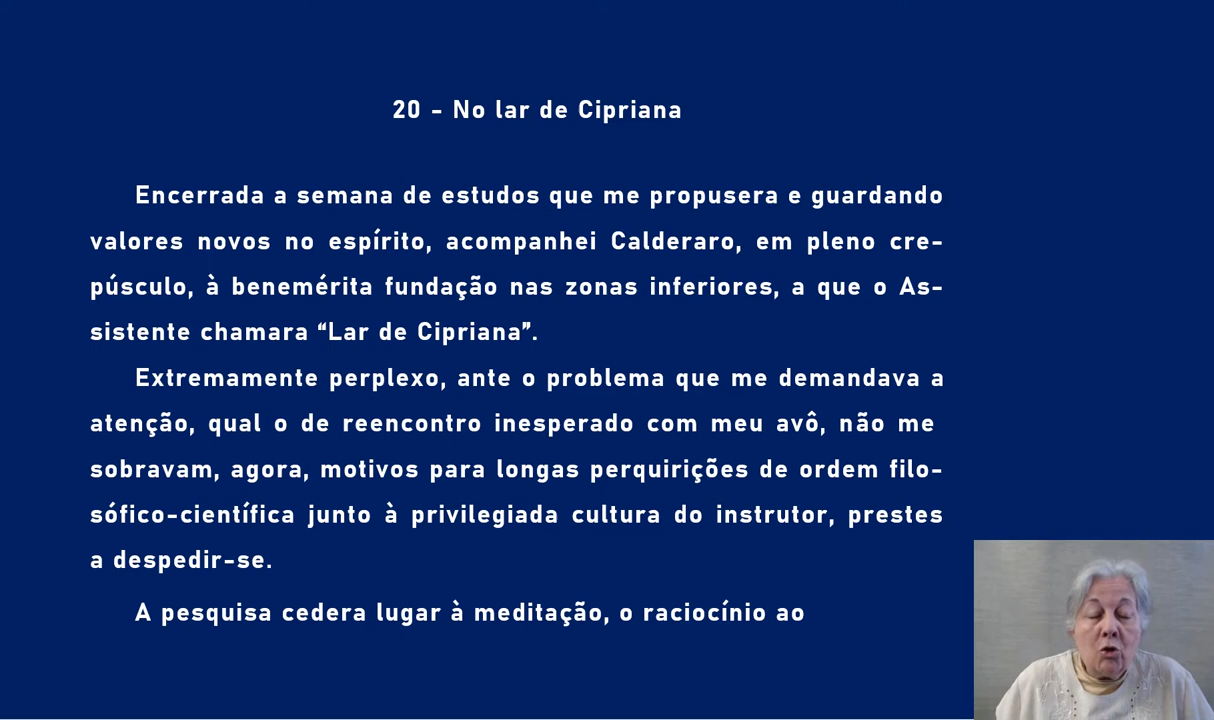 20 - No lar de Cipriana
Encerrada a semana de estudos que me propusera e guardando
valores novos no espírito, acompanhei Calderaro, em pleno cre-
púsculo, à benemérita fundação nas zonas inferiores, a que o As-
sistente chamara “Lar de Cipriana”.
Extremamente perplexo, ante o problema que me demandava a
atenção, qual o de reencontro inesperado com meu avô, não me
sobravam, agora, motivos para longas perquirições de ordem filo-
sófico-científica junto à privilegiada cultura do instrutor, prestes
a despedir-se.
A pesquisa cedera lugar à meditação, o raciocínio ao